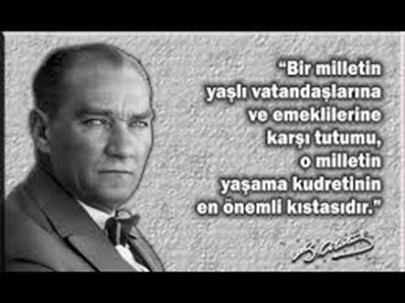 “Bir milletin
yaşlı vatandaşlarına
ve emeklilerine
karşı tutumu,
o milletin
yaşama kudretinin
en önemli kıstasıdır.”